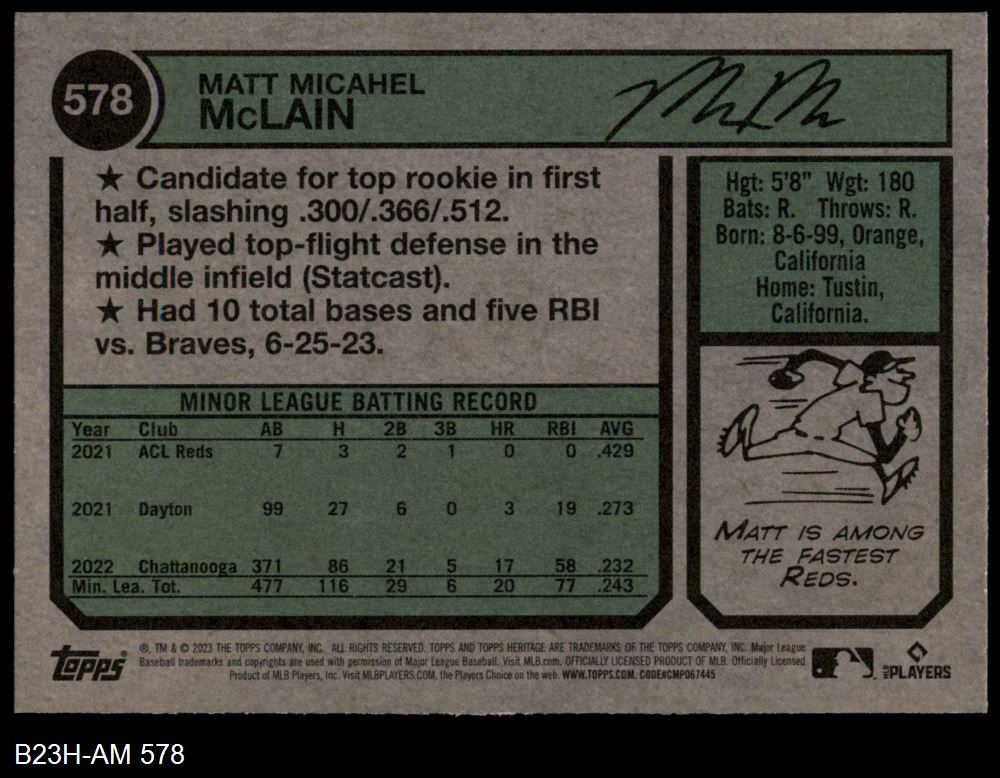 578
MATT MICAHEL
McLAIN
★ Candidate for top rookie in first
half, slashing .300/.366/.512.
★ Played top-flight defense in the
middle infield (Statcast).
★ Had 10 total bases and five RBI
vs. Braves, 6-25-23.
Hgt: 5'8" Wgt: 180
Bats: R. Throws: R.
Born: 8-6-99, Orange,
California
Home: Tustin,
California.
MINOR LEAGUE BATTING RECORD
Year Club AB H 2B 3B HR RBI AVG
2021 ACL Reds 7 3 2 1 0 0 .429
2021 Dayton 99 27 6 0 3 19 .273
2022 Chattanooga 371 86 21 5 17 58 .232
Min. Lea. Tot. 477 116 29 6 20 77 .243
MATT IS AMONG
THE FASTEST
REDS.
Topps
®, TM & © 2023 THE TOPPS COMPANY, INC. ALL RIGHTS RESERVED. TOPPS AND TOPPS HERITAGE ARE TRADEMARKS OF THE TOPPS COMPANY, INC. Major League
Baseball trademarks and copyrights are used with permission of Major League Baseball. Visit MLB.com. OFFICIALLY LICENSED PRODUCT OF MLB. Officially Licensed
Product of MLB Players, Inc. Visit MLBPLAYERS.COM, the Players Choice on the web. WWW.TOPPS.COM. CODE#CMP067445
MLB PLAYERS
B23H-AM 578